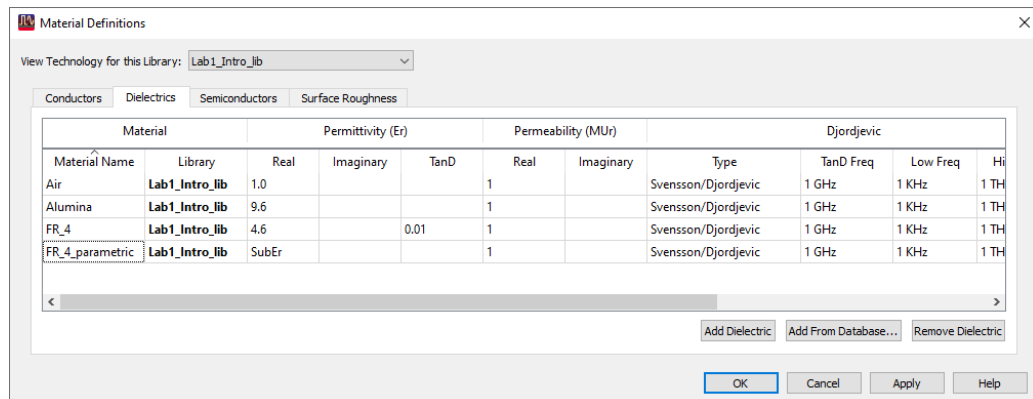 Material Definitions
View Technology for this Library: Lab1_Intro_lib
Conductors Dielectrics Semiconductors Surface Roughness
Material Permittivity (Er) Permeability (MUr) Djordjevic
Material Name Library Real Imaginary TanD Real Imaginary Type TanD Freq Low Freq Hi
Air Lab1_Intro_lib 1.0 1 Svensson/Djordjevic 1 GHz 1 KHz 1 TH
Alumina Lab1_Intro_lib 9.6 1 Svensson/Djordjevic 1 GHz 1 KHz 1 TH
FR_4 Lab1_Intro_lib 4.6 0.01 1 Svensson/Djordjevic 1 GHz 1 KHz 1 TH
FR_4_parametric Lab1_Intro_lib SubEr 1 Svensson/Djordjevic 1 GHz 1 KHz 1 TH
Add Dielectric Add From Database... Remove Dielectric
OK Cancel Apply Help